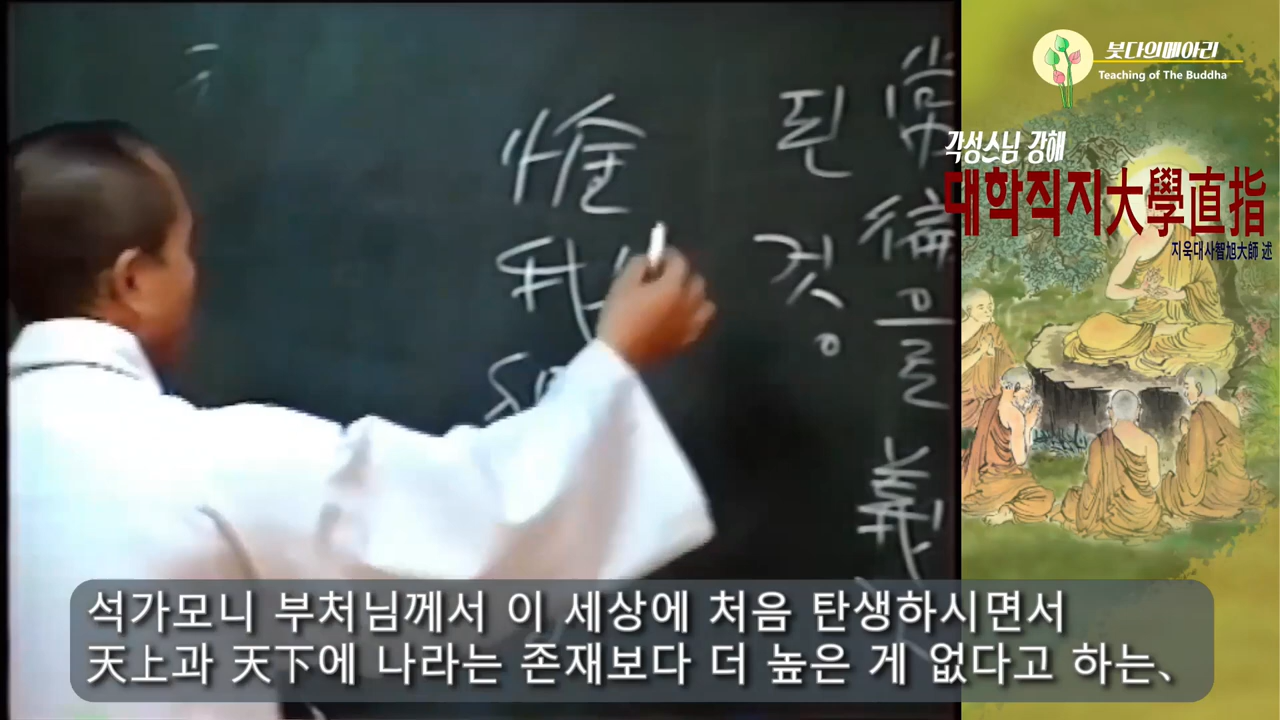 常徧으로 義
된 것。
惟我
붓다의메아리
Teaching of The Buddha
각성스님 강해
대학직지大學直指
지욱대사智旭大師 述
석가모니 부처님께서 이 세상에 처음 탄생하시면서
天上과 天下에 나라는 존재보다 더 높은 게 없다고 하는、